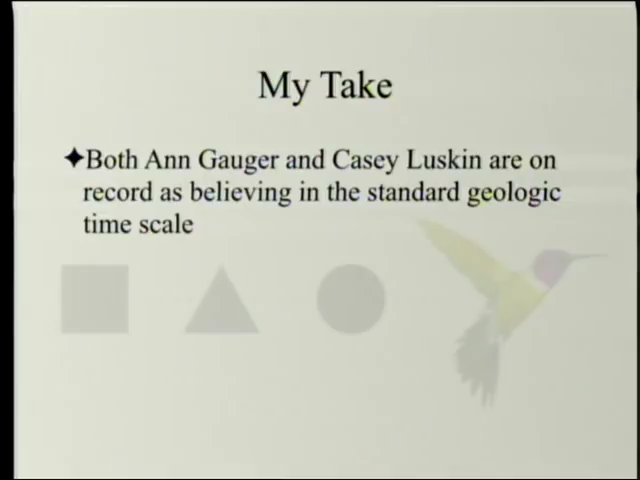 My Take
Both Ann Gauger and Casey Luskin are on
record as believing in the standard geologic
time scale